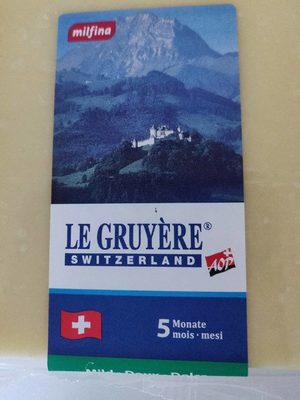 milfina
LE GRUYÈRE®
SWITZERLAND
AOP
5 Monate
mois · mesi